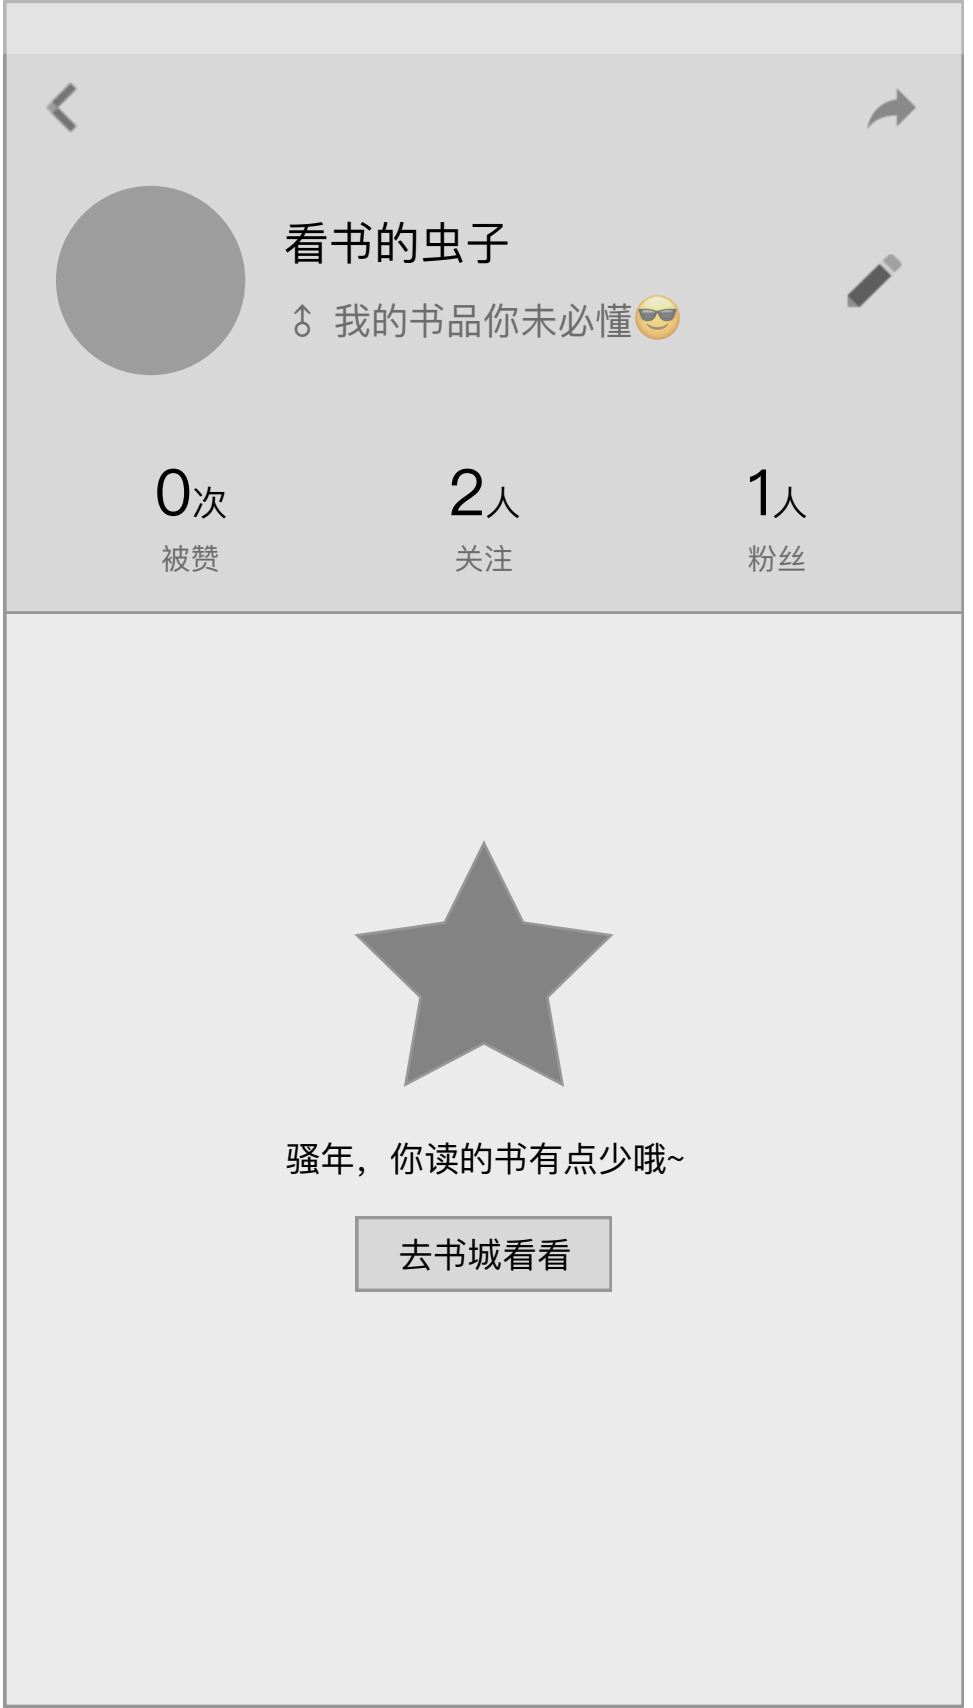 看书的虫子
♂ 我的书品你未必懂😎
0次
被赞
2人
关注
1人
粉丝
骚年，你读的书有点少哦~
去书城看看